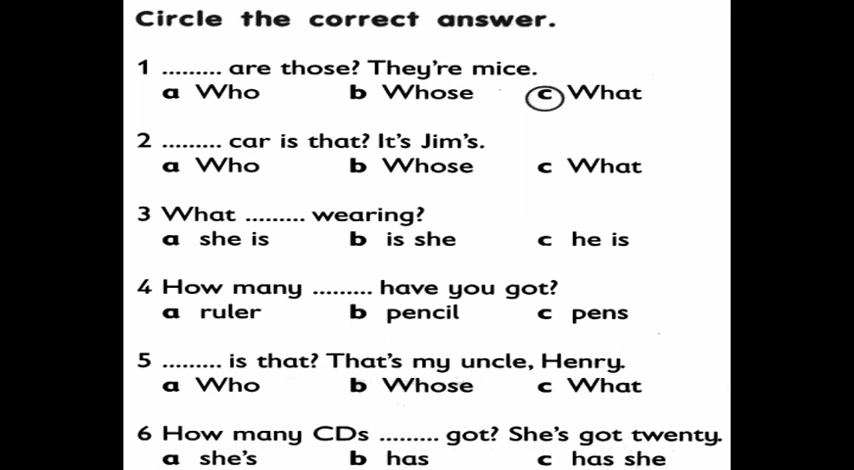 Circle the correct answer.
1 ......... are those? They're mice.
a Who b Whose c What
2 ......... car is that? It's Jim's.
a Who b Whose c What
3 What ......... wearing?
a she is b is she c he is
4 How many ......... have you got?
a ruler b pencil c pens
5 ......... is that? That's my uncle, Henry.
a Who b Whose c What
6 How many CDs ......... got? She's got twenty.
a she's b has c has she